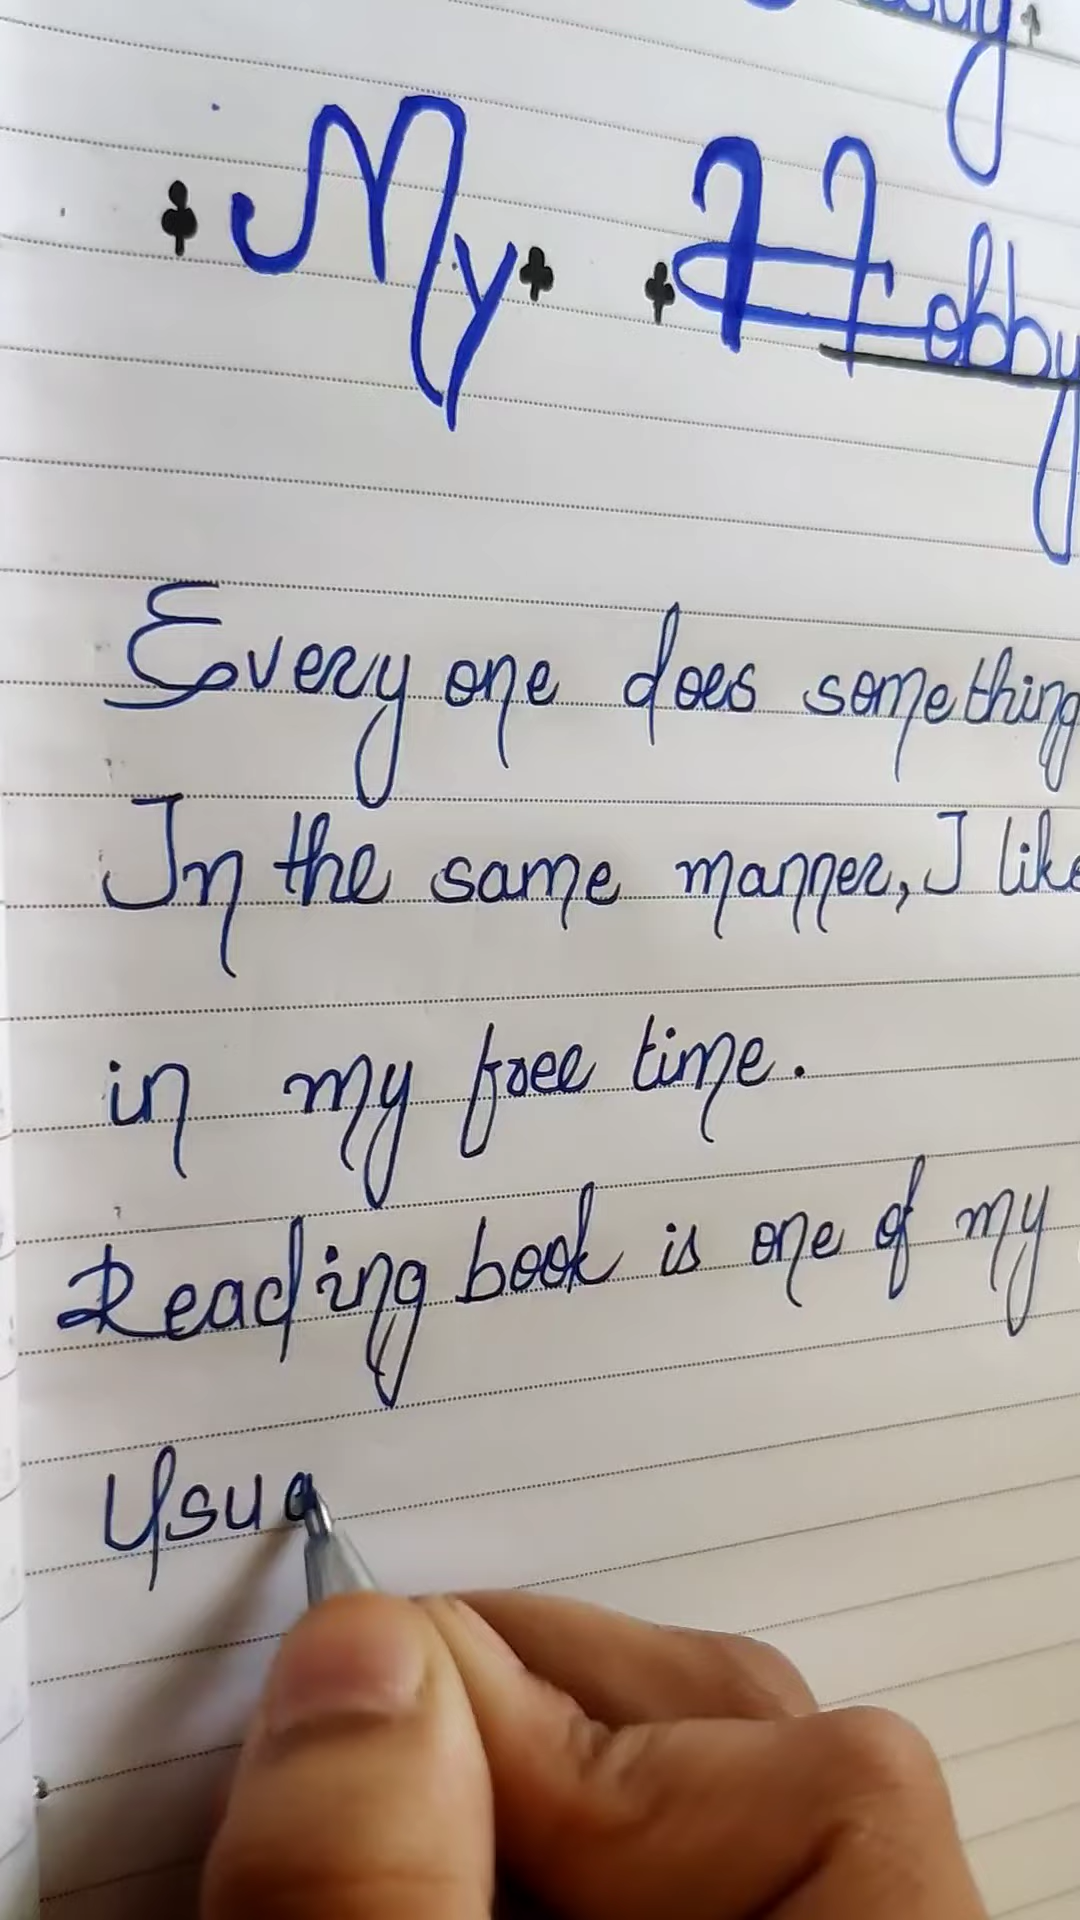 My Hobby
Every one does something
In the same manner, I like
in my free time.
Reading book is one of my
Usua